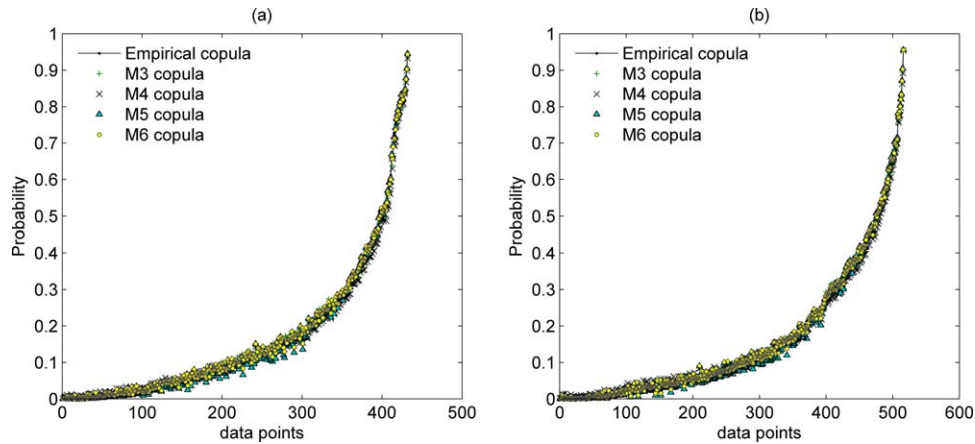 (a)
1
0.9
0.8
0.7
0.6
0.5
0.4
0.3
0.2
0.1
0
Probability
Empirical copula
M3 copula
M4 copula
M5 copula
M6 copula
0 100 200 300 400 500
data points
(b)
1
0.9
0.8
0.7
0.6
0.5
0.4
0.3
0.2
0.1
0
Probability
Empirical copula
M3 copula
M4 copula
M5 copula
M6 copula
0 100 200 300 400 500 600
data points